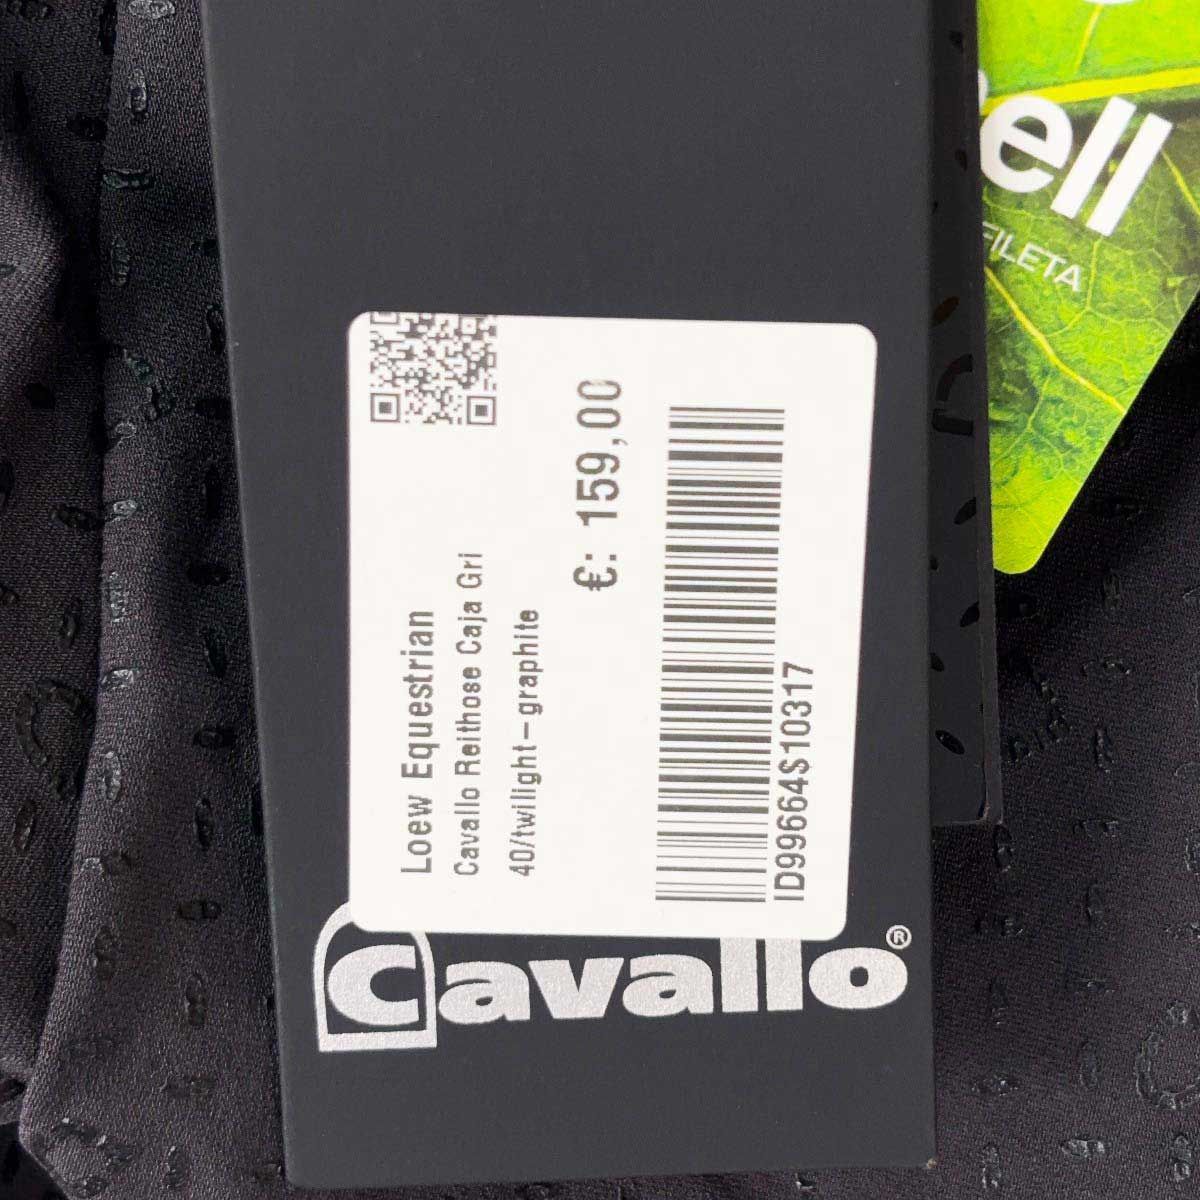 Loew Equestrian
Cavallo Reithose Caja Gri
40/twilight-graphite
€: 159,00
ID99664$10317
Cavallo®
ell
FILETA